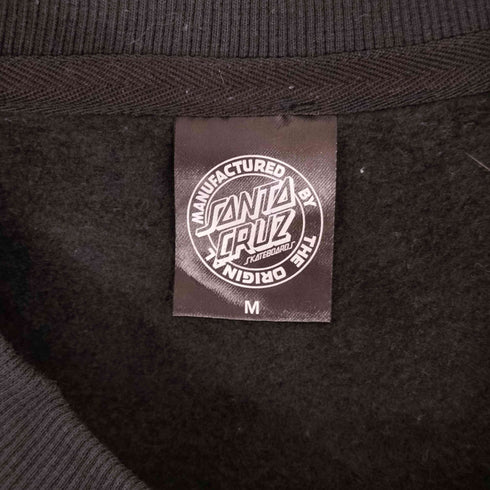 MANUFACTURED BY THE ORIGINAL
SANTA
CRUZ
SKATEBOARDS
M